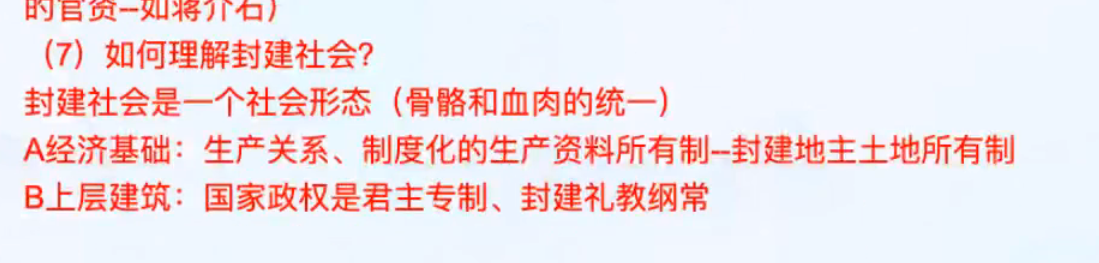 的官资--如蒋介石）
（7）如何理解封建社会？
封建社会是一个社会形态（骨骼和血肉的统一）
A经济基础：生产关系、制度化的生产资料所有制--封建地主土地所有制
B上层建筑：国家政权是君主专制、封建礼教纲常